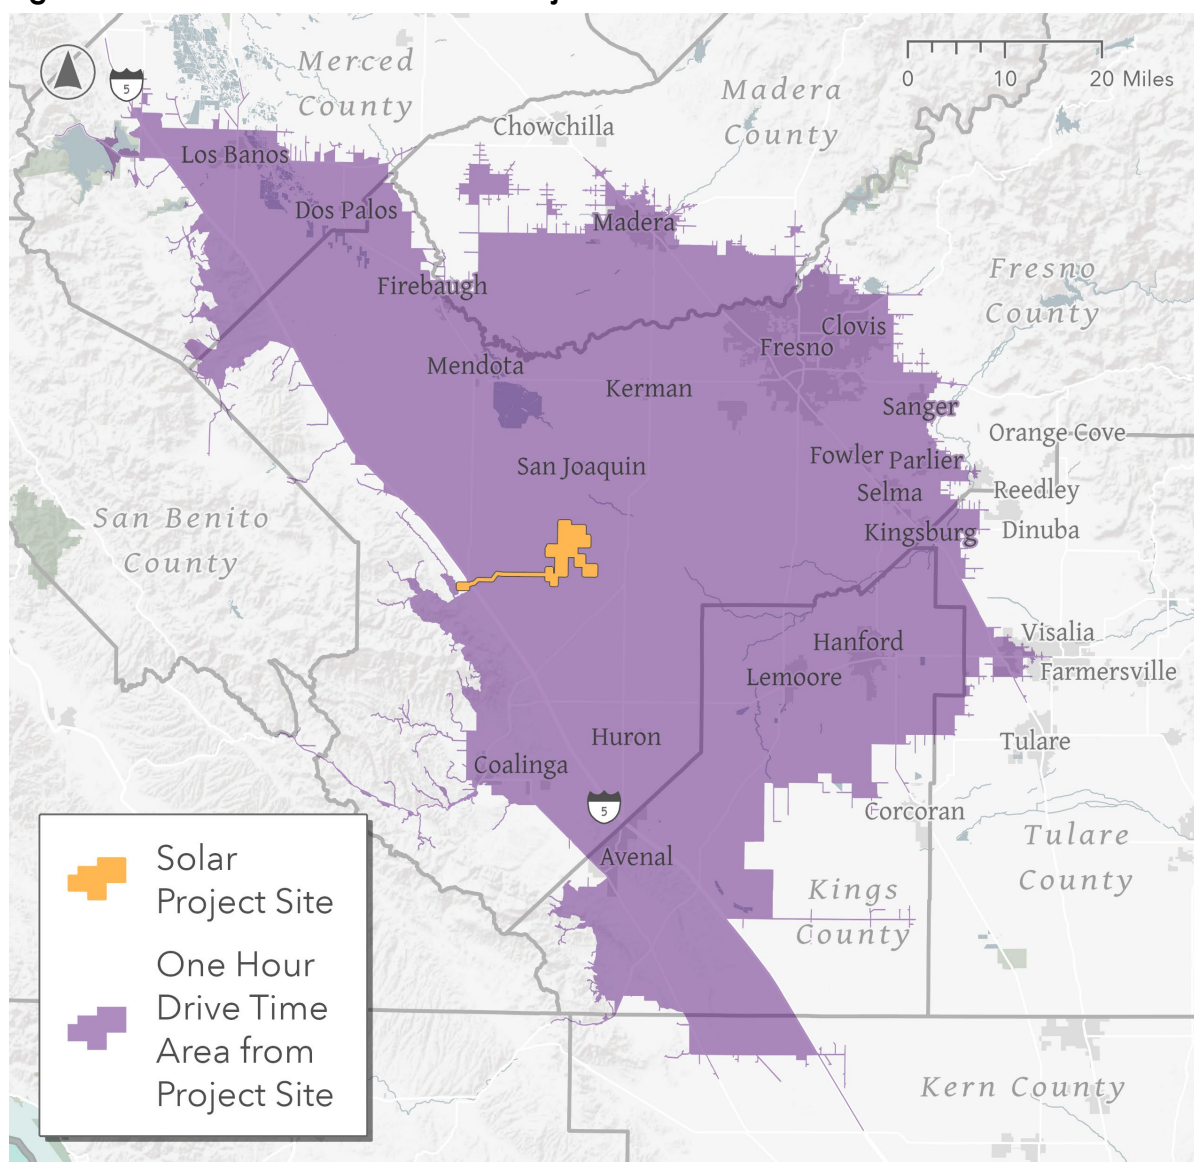 Merced
County
5
0 10 20 Miles
Madera
County
Chowchilla
Los Banos
Dos Palos
Madera
Firebaugh
Fresno
County
Clovis
Fresno
Mendota
Kerman
Sanger
Orange Cove
Fowler Parlier
San Joaquin
Selma
Reedley
San Benito
County
Kingsburg
Dinuba
Hanford
Visalia
Lemoore
Farmersville
Huron
Tulare
Coalinga
5
Corcoran
Tulare
County
Avenal
Kings
County
Kern County
Solar
Project Site
One Hour
Drive Time
Area from
Project Site